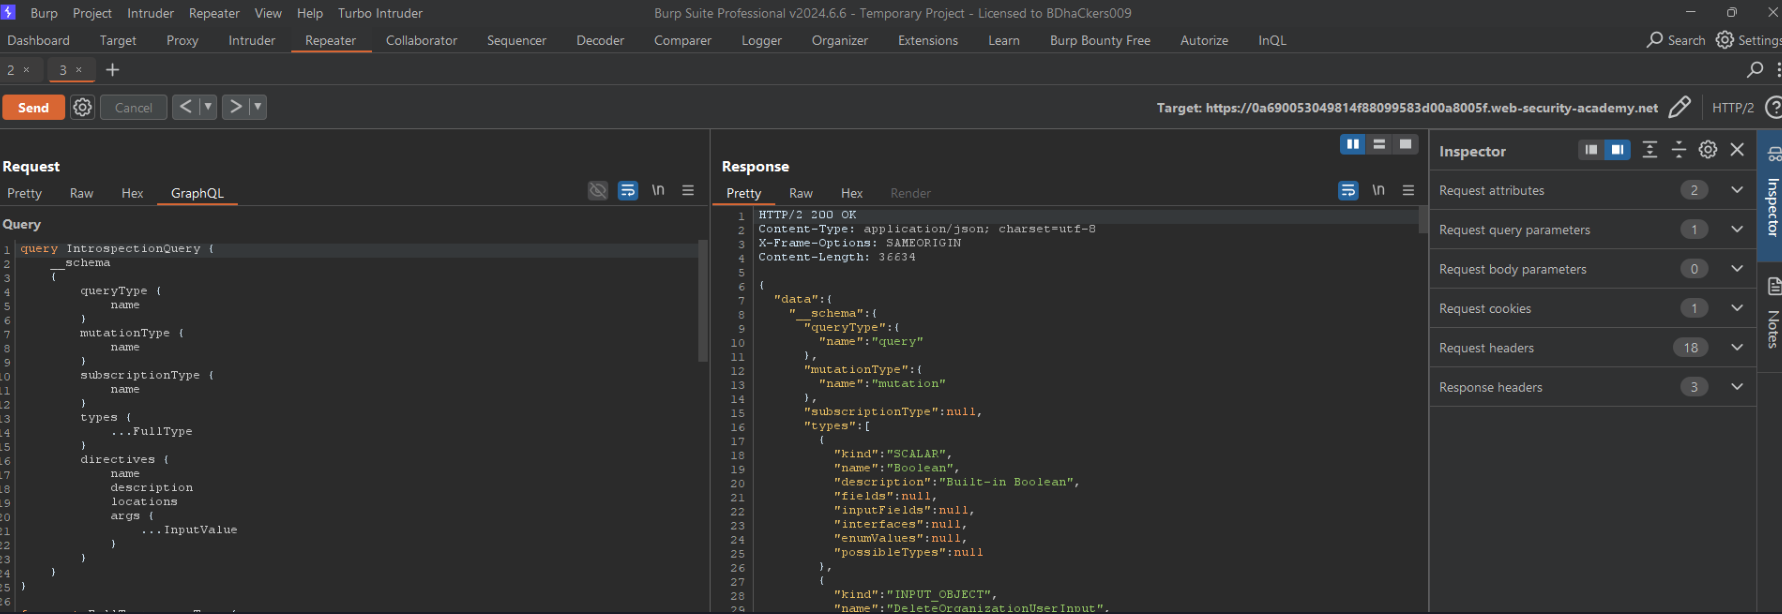 Burp Project Intruder Repeater View Help Turbo Intruder Burp Suite Professional v2024.6.6 - Temporary Project - Licensed to BDhaCkers009
Dashboard Target Proxy Intruder Repeater Collaborator Sequencer Decoder Comparer Logger Organizer Extensions Learn Burp Bounty Free Autorize InQL Search Settings
2 × 3 × +
Send Cancel < > Target: https://0a690053049814f88099583d00a8005f.web-security-academy.net HTTP/2
Request
Pretty Raw Hex GraphQL \n
Query
1 query IntrospectionQuery {
2 __schema
3 {
4 queryType {
5 name
6 }
7 mutationType {
8 name
9 }
10 subscriptionType {
11 name
12 }
13 types {
14 ...FullType
15 }
16 directives {
17 name
18 description
19 locations
20 args {
21 ...InputValue
22 }
23 }
24 }
25 }
26
Response
Pretty Raw Hex Render \n
1 HTTP/2 200 OK
2 Content-Type: application/json; charset=utf-8
3 X-Frame-Options: SAMEORIGIN
4 Content-Length: 36634
5
6 {
7 "data":{
8 "__schema":{
9 "queryType":{
10 "name":"query"
11 },
12 "mutationType":{
13 "name":"mutation"
14 },
15 "subscriptionType":null,
16 "types":[
17 {
18 "kind":"SCALAR",
19 "name":"Boolean",
20 "description":"Built-in Boolean",
21 "fields":null,
22 "inputFields":null,
23 "interfaces":null,
24 "enumValues":null,
25 "possibleTypes":null
26 },
27 {
28 "kind":"INPUT_OBJECT",
29 "name":"DeleteOrganizationUserInput",
Inspector
Request attributes 2
Request query parameters 1
Request body parameters 0
Request cookies 1
Request headers 18
Response headers 3
Inspector
Notes